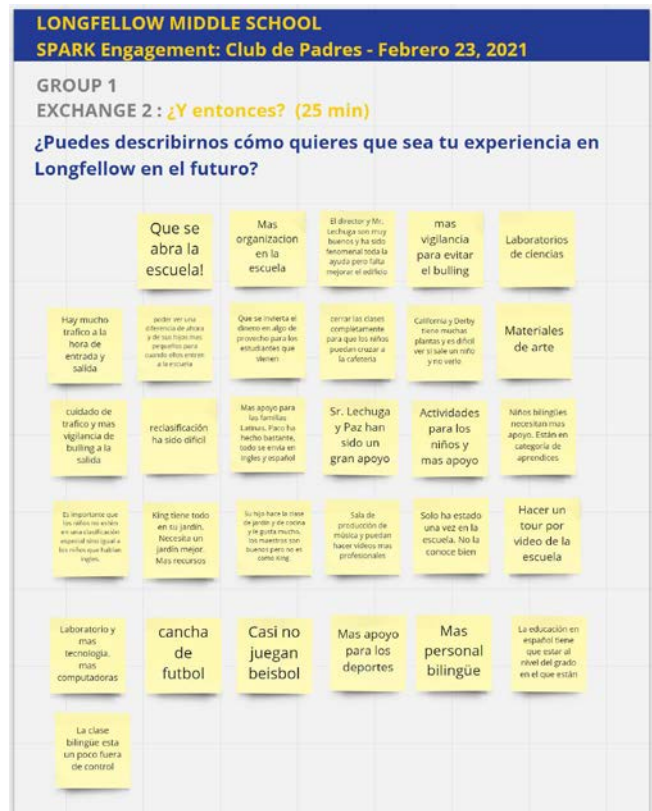 LONGFELLOW MIDDLE SCHOOL
SPARK Engagement: Club de Padres - Febrero 23, 2021
GROUP 1
EXCHANGE 2 : ¿Y entonces? (25 min)
¿Puedes describirnos cómo quieres que sea tu experiencia en
Longfellow en el futuro?
Que se
abra la
escuela!
Mas
organizacion
en la
escuela
El director y Mr.
Lechuga son muy
buenos y ha sido
fenomenal toda la
ayuda pero falta
mejorar el edificio
mas
vigilancia
para evitar
el bulling
Laboratorios
de ciencias
Hay mucho
trafico a la
hora de
entrada y
salida
poder ver una
diferencia de ahora
y de sus hijos mas
pequeños para
cuando ellos entren
a la escuela
Que se invierta el
dinero en algo de
provecho para los
estudiantes que
vienen
cerrar las clases
completamente
para que los niños
puedan cruzar a
la cafeteria
California y Derby
tiene muchas
plantas y es dificil
ver si sale un niño
y no verlo
Materiales
de arte
cuidado de
trafico y mas
vigilancia de
bulling a la
salida
reclasificación
ha sido dificil
Mas apoyo para
las familias
Latinas. Paco ha
hecho bastante,
todo se envia en
ingles y español
Sr. Lechuga
y Paz han
sido un
gran apoyo
Actividades
para los
niños y
mas apoyo
Niños bilingües
necesitan mas
apoyo. Están en
categoría de
aprendices
Es importante que
los niños no estén
en una clasificación
especial sino igual a
los niños que hablan
ingles.
King tiene todo
en su jardín.
Necesita un
jardín mejor.
Mas recursos
Su hijo hace la clase
de jardín y de cocina
y le gusta mucho,
los maestros son
buenos pero no es
como King
Sala de
producción de
música y puedan
hacer videos mas
profesionales
Solo ha estado
una vez en la
escuela. No la
conoce bien
Hacer un
tour por
video de la
escuela
Laboratorio y
mas
tecnologia.
mas
computadoras
cancha
de
futbol
Casi no
juegan
beisbol
Mas apoyo
para los
deportes
Mas
personal
bilingüe
La educación en
español tiene
que estar al
nivel del grado
en el que están
La clase
bilingüe esta
un poco fuera
de control